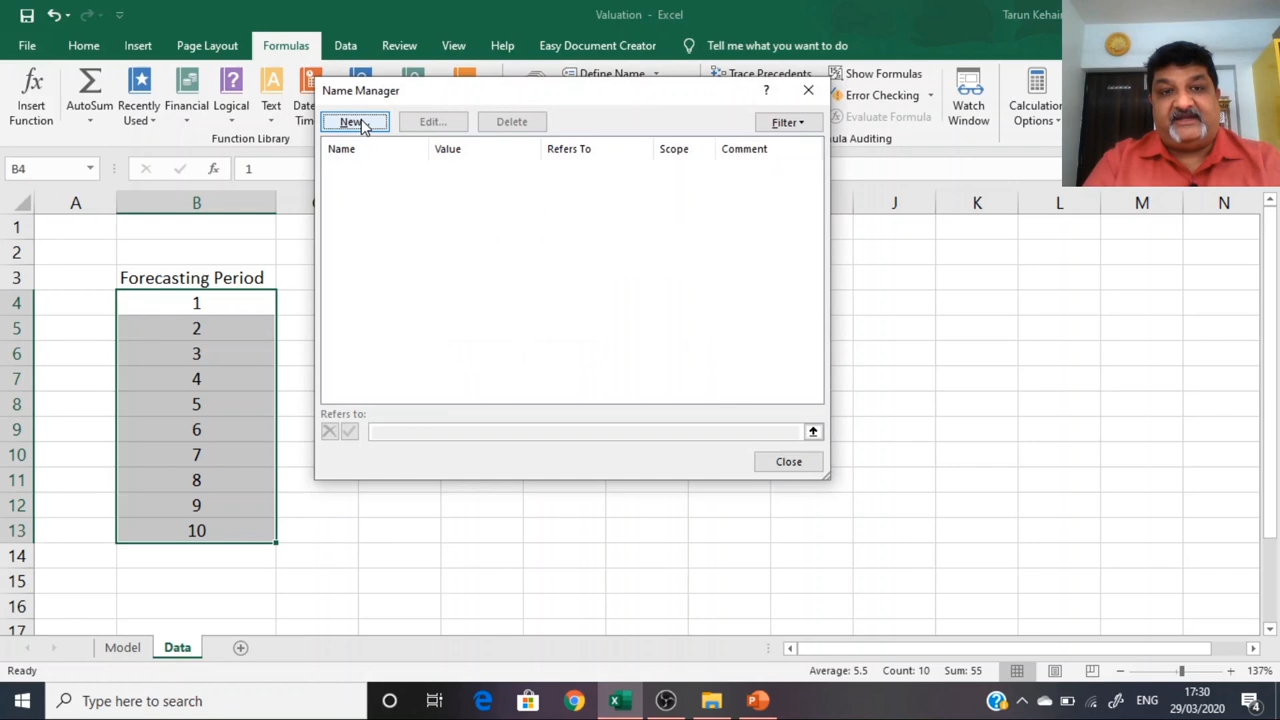 Valuation - Excel
Tarun Kehair
File Home Insert Page Layout Formulas Data Review View Help Easy Document Creator Tell me what you want to do
Insert Function
AutoSum
Recently Used
Financial
Logical
Text
Define Name
Trace Precedents
Show Formulas
Error Checking
Evaluate Formula
Watch Window
Calculation Options
Function Library
Name Manager
?
New...
Edit...
Delete
Filter
Name Value Refers To Scope Comment
Refers to:
Close
B4
fx
1
A B J K L M N
1
2
3 Forecasting Period
4 1
5 2
6 3
7 4
8 5
9 6
10 7
11 8
12 9
13 10
14
15
16
17
Model Data
Ready
Average: 5.5 Count: 10 Sum: 55
137%
Type here to search
ENG
17:30
29/03/2020
4